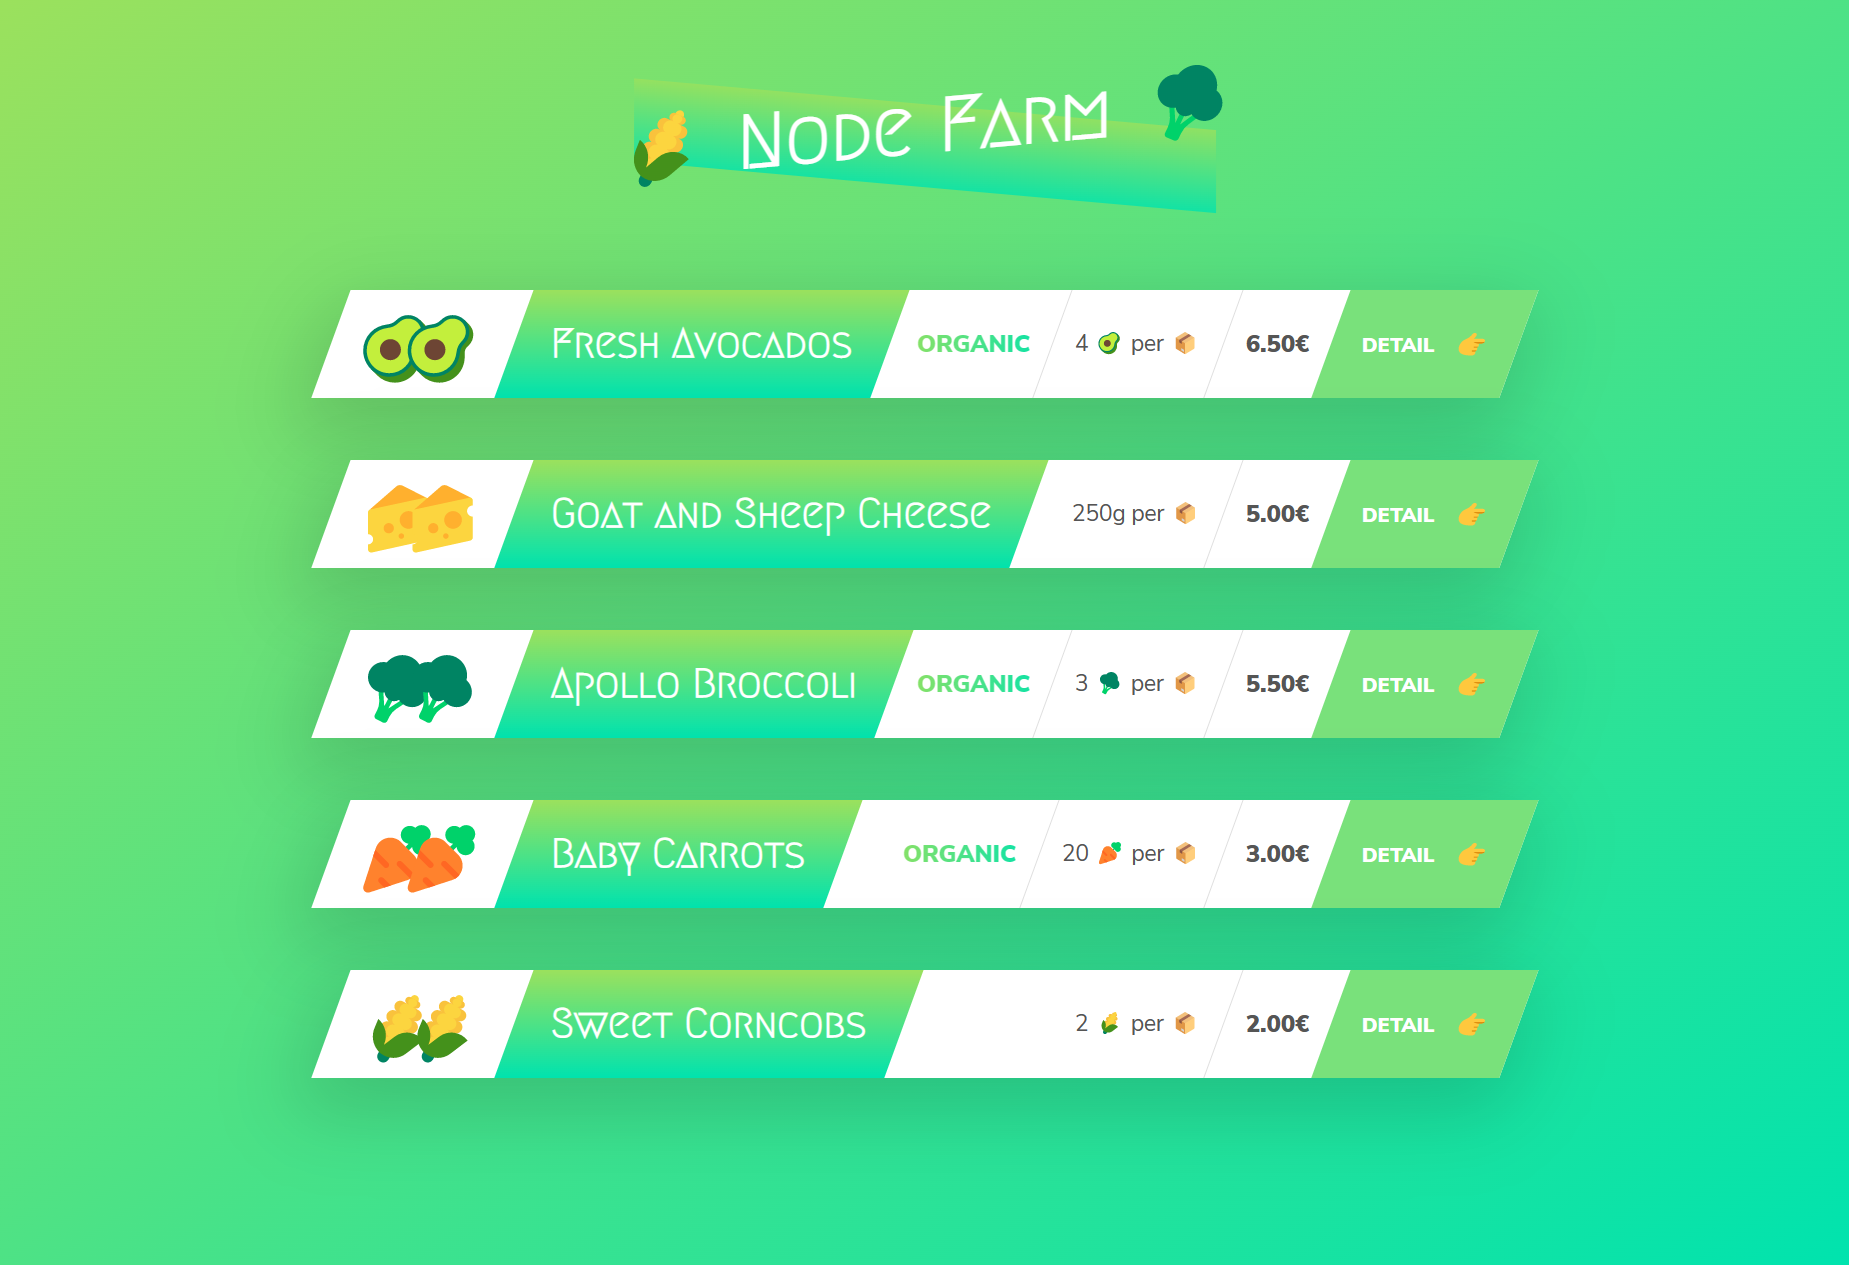 Node Farm
Fresh Avocados ORGANIC 4 🥑 per 📦 6.50€ DETAIL 👉
Goat and Sheep Cheese 250g per 📦 5.00€ DETAIL 👉
Apollo Broccoli ORGANIC 3 🥦 per 📦 5.50€ DETAIL 👉
Baby Carrots ORGANIC 20 🥕 per 📦 3.00€ DETAIL 👉
Sweet Corncobs 2 🌽 per 📦 2.00€ DETAIL 👉